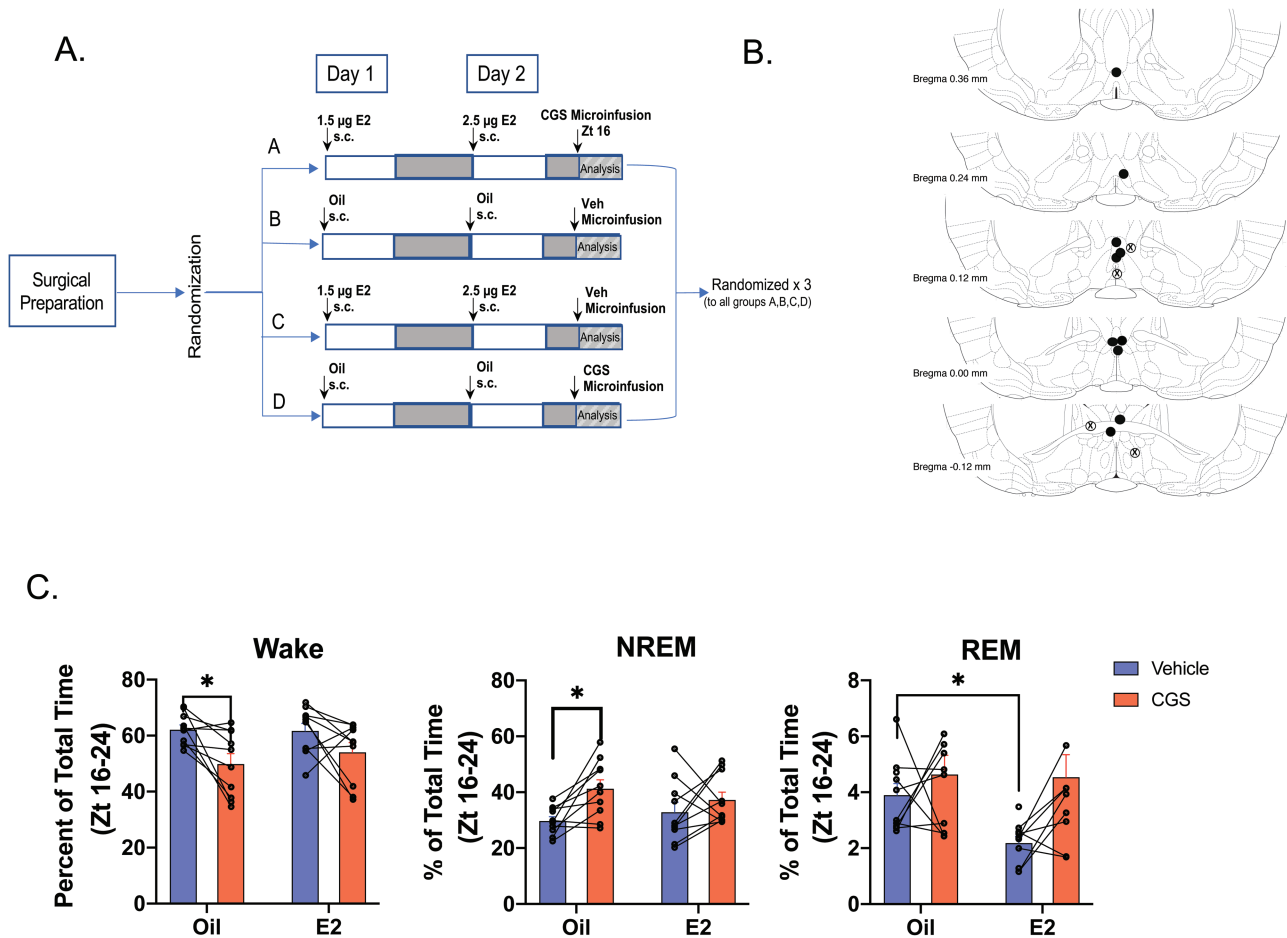 A.
Day 1
Day 2
1.5 µg E2
s.c.
2.5 µg E2
s.c.
CGS Microinfusion
Zt 16
A
Analysis
Oil
s.c.
Oil
s.c.
Veh
Microinfusion
B
Analysis
Surgical
Preparation
Randomization
1.5 µg E2
s.c.
2.5 µg E2
s.c.
Veh
Microinfusion
C
Analysis
Oil
s.c.
Oil
s.c.
CGS
Microinfusion
D
Analysis
Randomized x 3
(to all groups A,B,C,D)
B.
Bregma 0.36 mm
Bregma 0.24 mm
Bregma 0.12 mm
X
X
Bregma 0.00 mm
Bregma -0.12 mm
X
X
C.
Wake
Percent of Total Time
(Zt 16-24)
80
60
40
20
0
*
Oil
E2
NREM
% of Total Time
(Zt 16-24)
80
60
40
20
0
*
Oil
E2
REM
% of Total Time
(Zt 16-24)
8
6
4
2
0
*
Oil
E2
Vehicle
CGS